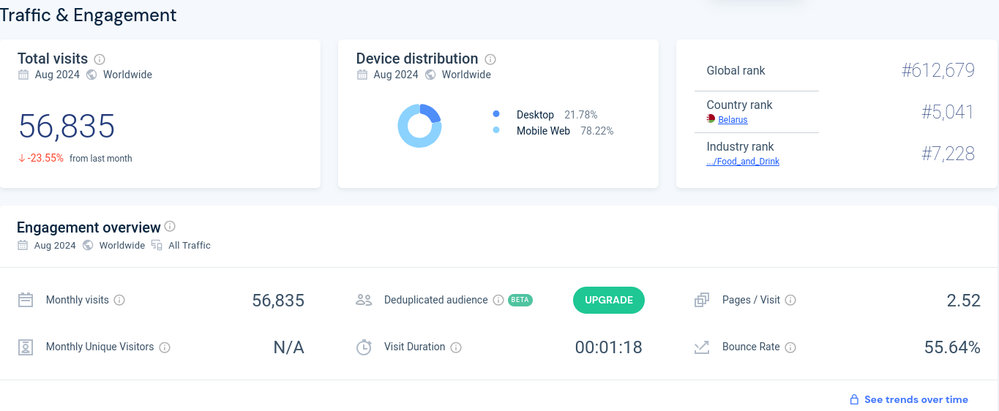 Traffic & Engagement
Total visits
Aug 2024 Worldwide
56,835
-23.55% from last month
Device distribution
Aug 2024 Worldwide
Desktop 21.78%
Mobile Web 78.22%
Global rank #612,679
Country rank
Belarus
#5,041
Industry rank
.../Food_and_Drink
#7,228
Engagement overview
Aug 2024 Worldwide All Traffic
Monthly visits 56,835
Deduplicated audience BETA UPGRADE
Pages / Visit 2.52
Monthly Unique Visitors N/A
Visit Duration 00:01:18
Bounce Rate 55.64%
See trends over time